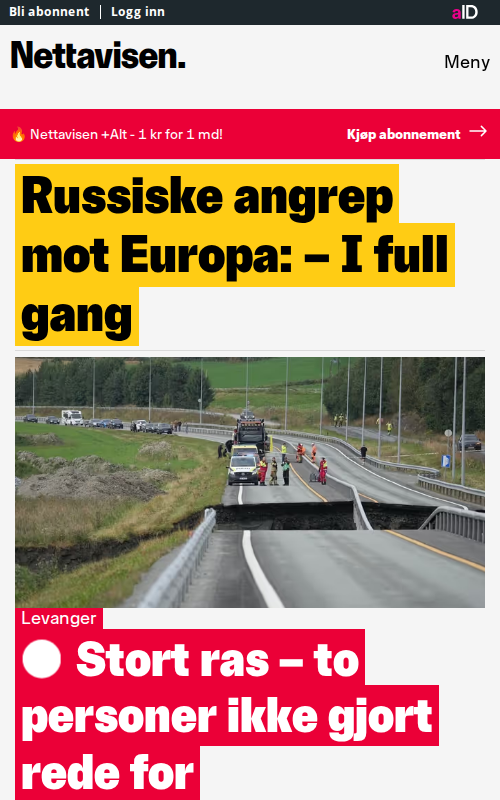 Bli abonnent | Logg inn
aID
Nettavisen.
Meny
🔥 Nettavisen +Alt - 1 kr for 1 md!
Kjøp abonnement →
Russiske angrep
mot Europa: – I full
gang
Levanger
Stort ras – to
personer ikke gjort
rede for